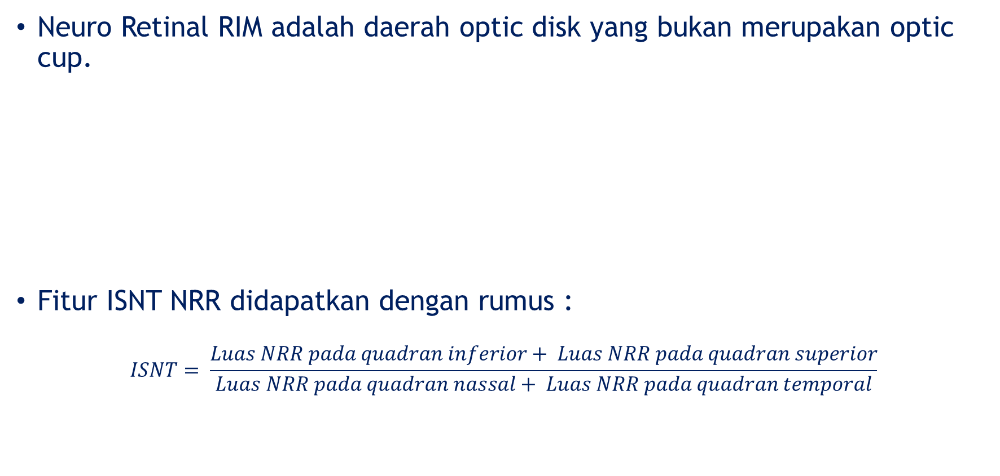 • Neuro Retinal RIM adalah daerah optic disk yang bukan merupakan optic
cup.
• Fitur ISNT NRR didapatkan dengan rumus :
Luas NRR pada quadran inferior + Luas NRR pada quadran superior
ISNT =
Luas NRR pada quadran nassal + Luas NRR pada quadran temporal